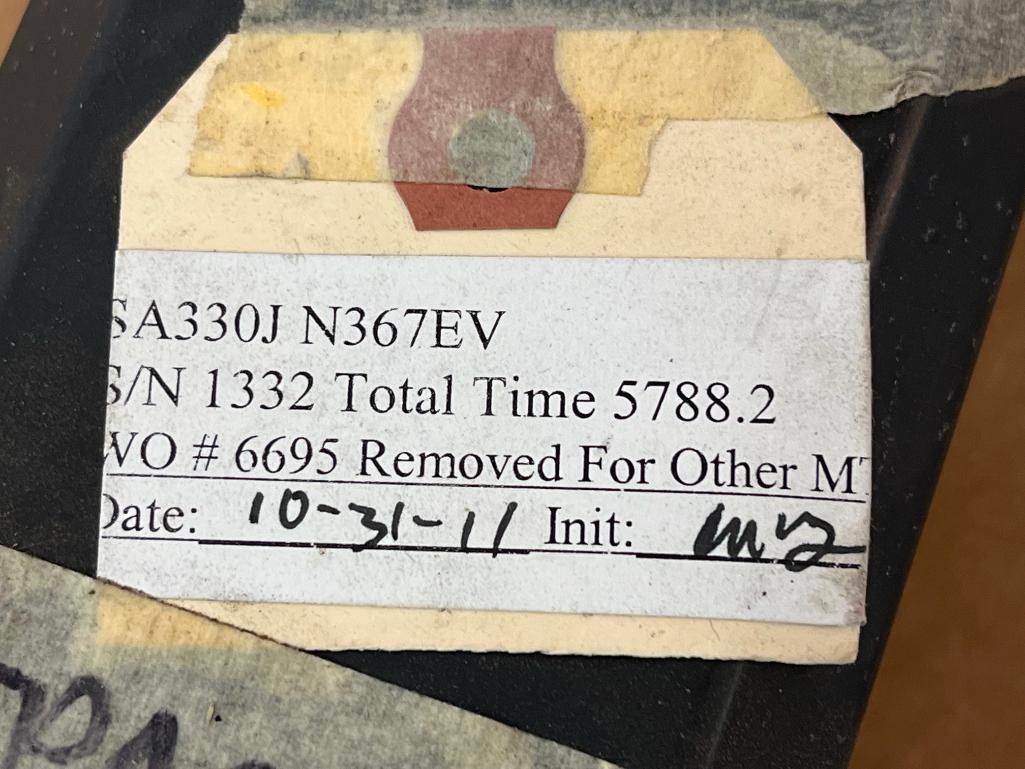 SA330J N367EV
S/N 1332 Total Time 5788.2
WO # 6695 Removed For Other MT
Date: 10-31-11 Init: